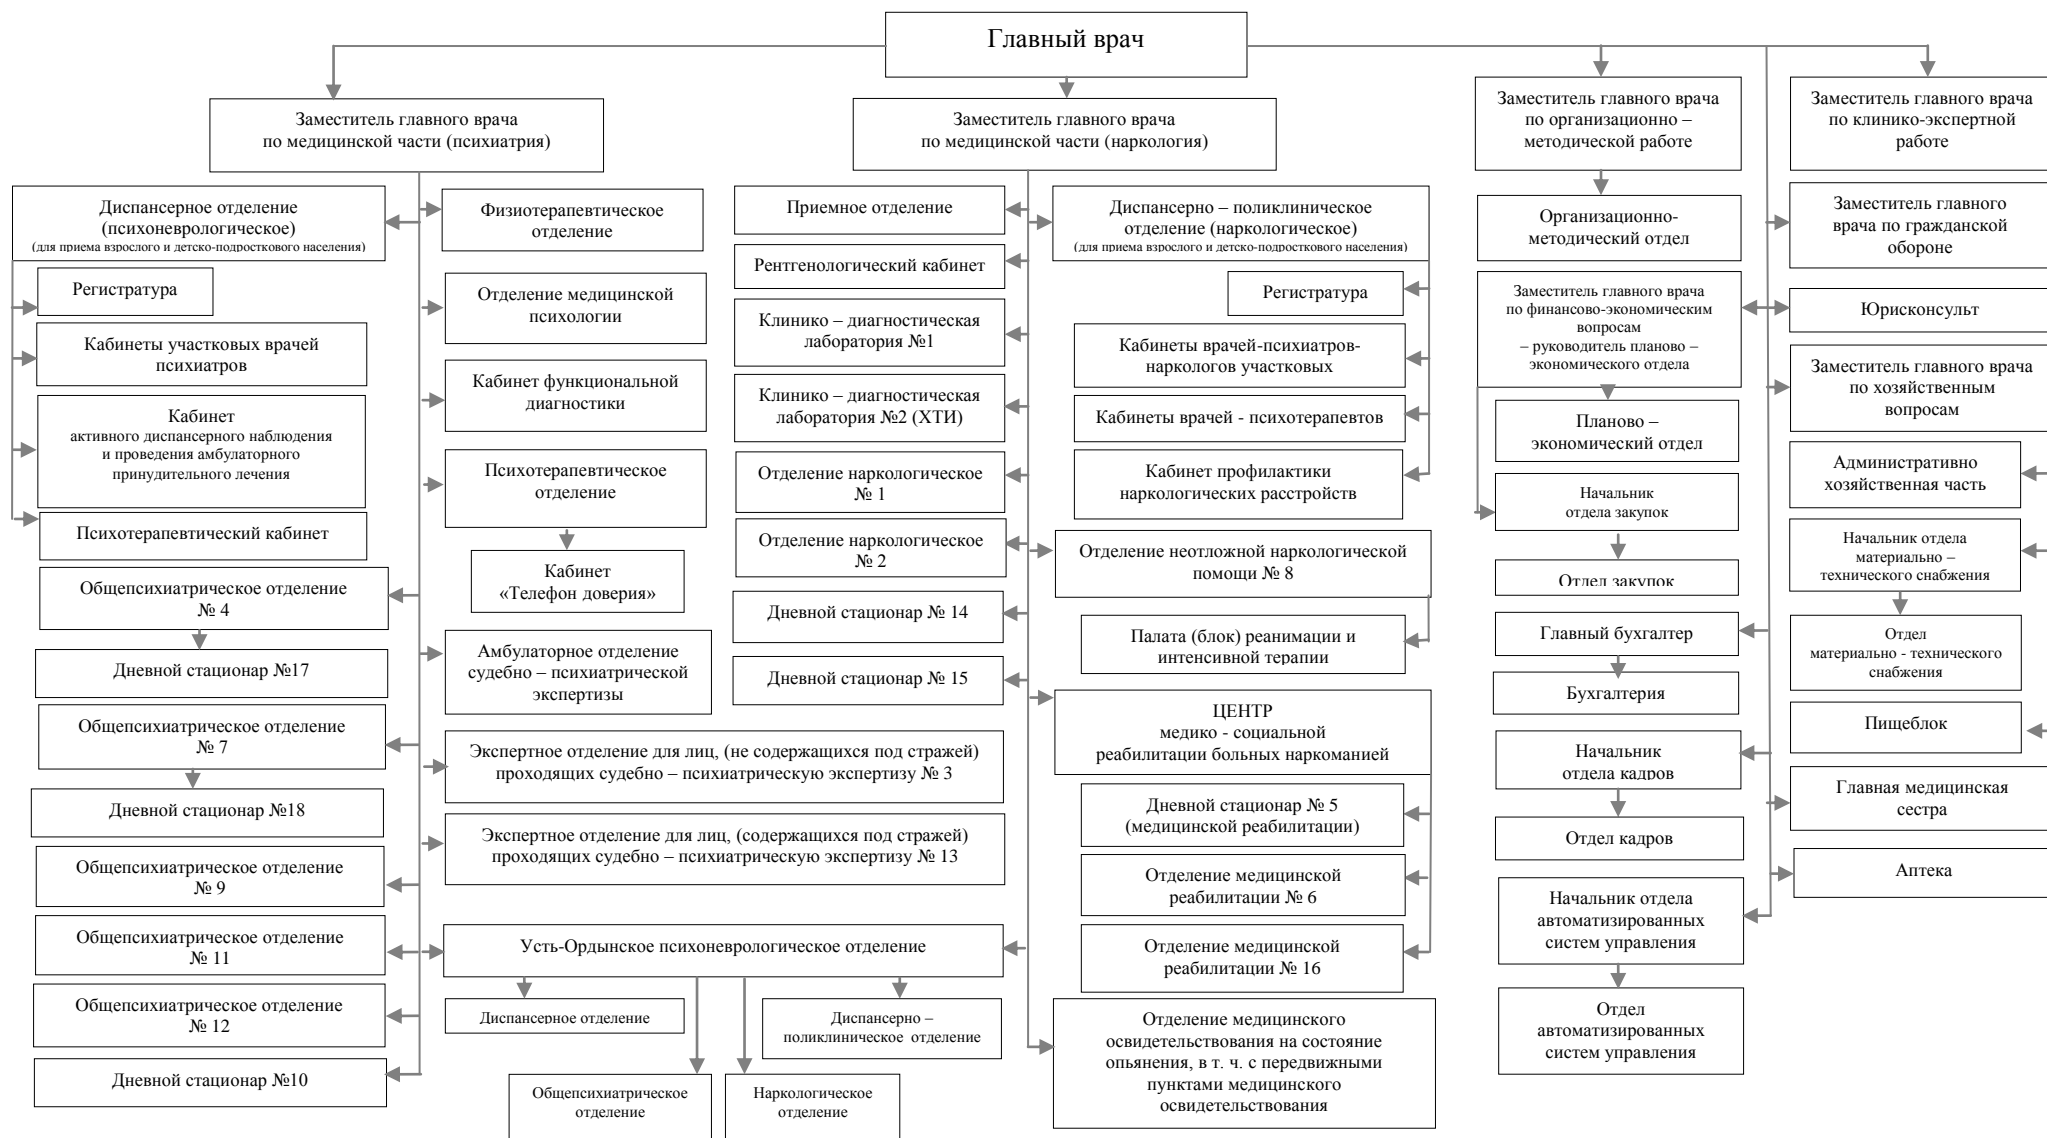 Главный врач
Заместитель главного врача
по медицинской части (психиатрия)
Заместитель главного врача
по медицинской части (наркология)
Заместитель главного врача
по организационно –
методической работе
Заместитель главного врача
по клинико-экспертной
работе
Диспансерное отделение
(психоневрологическое)
(для приема взрослого и детско-подросткового населения)
Регистратура
Кабинеты участковых врачей
психиатров
Кабинет
активного диспансерного наблюдения
и проведения амбулаторного
принудительного лечения
Психотерапевтический кабинет
Общепсихиатрическое отделение
№ 4
Дневной стационар №17
Общепсихиатрическое отделение
№ 7
Дневной стационар №18
Общепсихиатрическое отделение
№ 9
Общепсихиатрическое отделение
№ 11
Общепсихиатрическое отделение
№ 12
Дневной стационар №10
Физиотерапевтическое
отделение
Отделение медицинской
психологии
Кабинет функциональной
диагностики
Психотерапевтическое
отделение
Кабинет
«Телефон доверия»
Амбулаторное отделение
судебно – психиатрической
экспертизы
Экспертное отделение для лиц, (не содержащихся под стражей)
проходящих судебно – психиатрическую экспертизу № 3
Экспертное отделение для лиц, (содержащихся под стражей)
проходящих судебно – психиатрическую экспертизу № 13
Усть-Ордынское психоневрологическое отделение
Диспансерное отделение
Общепсихиатрическое
отделение
Наркологическое
отделение
Диспансерно –
поликлиническое отделение
Приемное отделение
Рентгенологический кабинет
Клинико – диагностическая
лаборатория №1
Клинико – диагностическая
лаборатория №2 (ХТИ)
Отделение наркологическое
№ 1
Отделение наркологическое
№ 2
Дневной стационар № 14
Дневной стационар № 15
Диспансерно – поликлиническое
отделение (наркологическое)
(для приема взрослого и детско-подросткового населения)
Регистратура
Кабинеты врачей-психиатров-
наркологов участковых
Кабинеты врачей - психотерапевтов
Кабинет профилактики
наркологических расстройств
Отделение неотложной наркологической
помощи № 8
Палата (блок) реанимации и
интенсивной терапии
ЦЕНТР
медико - социальной
реабилитации больных наркоманией
Дневной стационар № 5
(медицинской реабилитации)
Отделение медицинской
реабилитации № 6
Отделение медицинской
реабилитации № 16
Отделение медицинского
освидетельствования на состояние
опьянения, в т. ч. с передвижными
пунктами медицинского
освидетельствования
Организационно-
методический отдел
Заместитель главного врача
по финансово-экономическим
вопросам
– руководитель планово –
экономического отдела
Планово –
экономический отдел
Начальник
отдела закупок
Отдел закупок
Главный бухгалтер
Бухгалтерия
Начальник
отдела кадров
Отдел кадров
Начальник отдела
автоматизированных
систем управления
Отдел
автоматизированных
систем управления
Заместитель главного
врача по гражданской
обороне
Юрисконсульт
Заместитель главного врача
по хозяйственным
вопросам
Административно
хозяйственная часть
Начальник отдела
материально –
технического снабжения
Отдел
материально - технического
снабжения
Пищеблок
Главная медицинская
сестра
Аптека